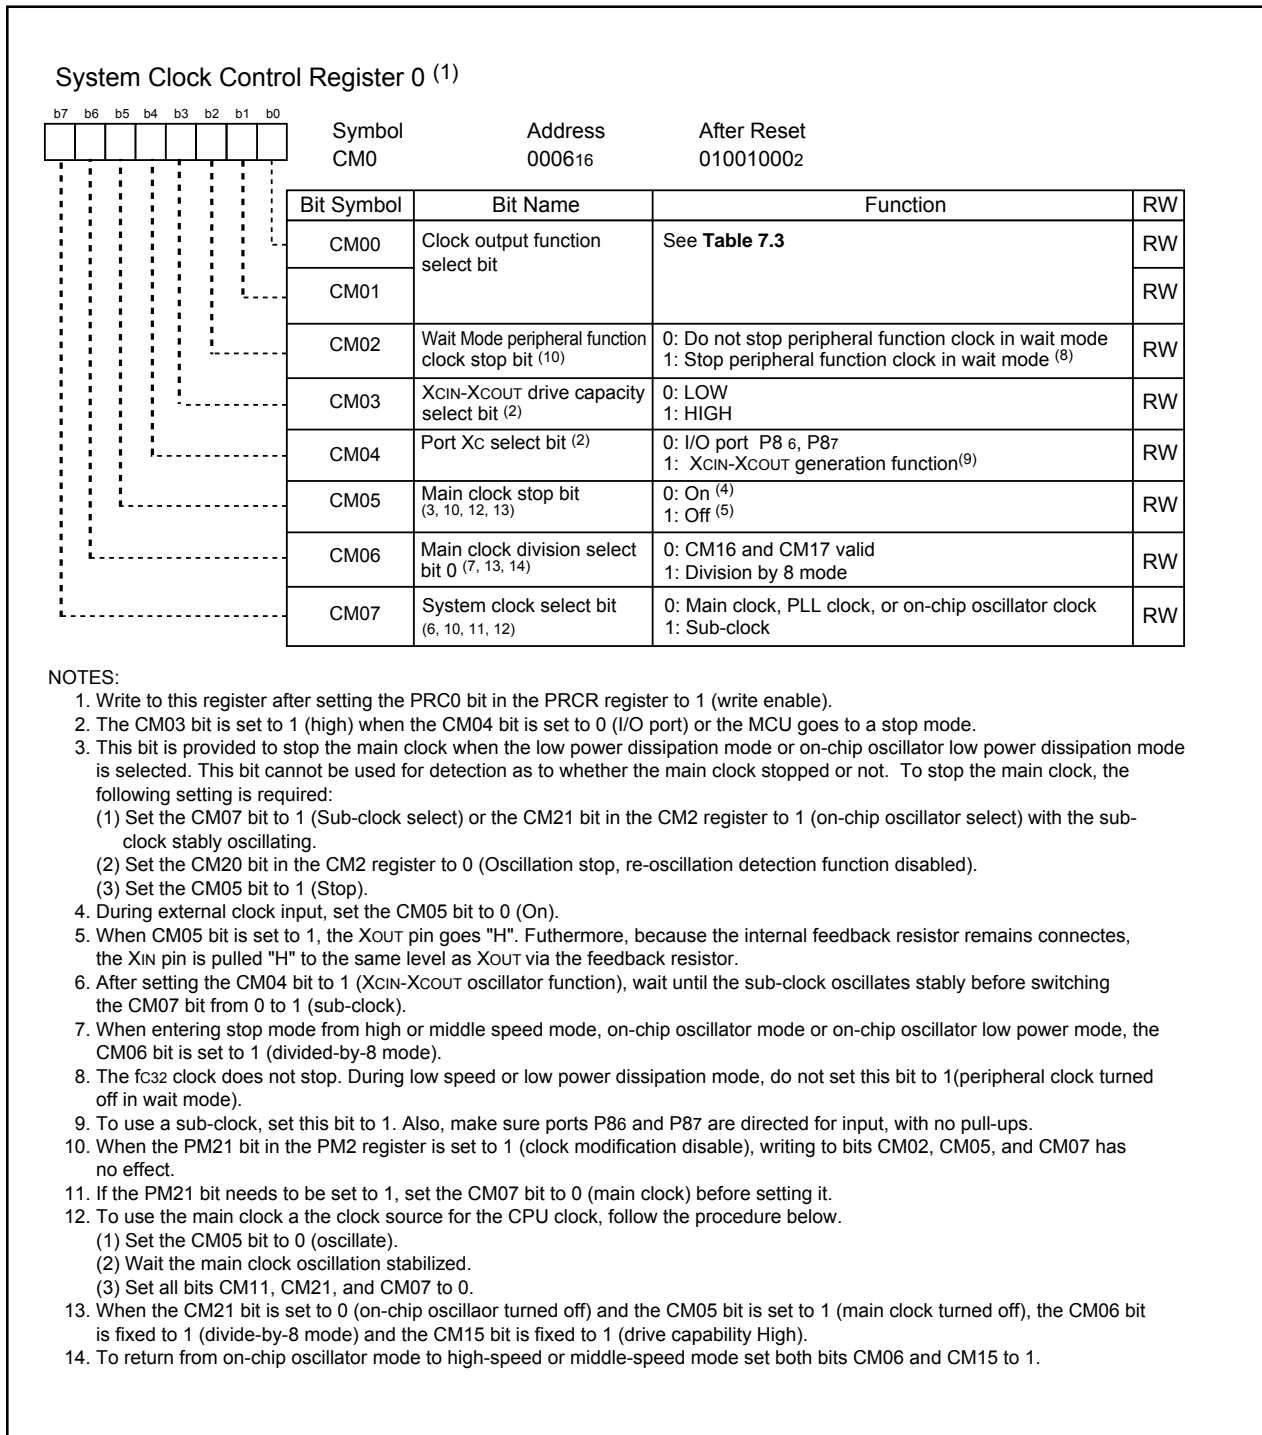 System Clock Control Register 0 (1)
b7 b6 b5 b4 b3 b2 b1 b0
Symbol Address After Reset
CM0 000616 010010002
Bit Symbol Bit Name Function RW
CM00 Clock output function select bit See Table 7.3 RW
CM01 RW
CM02 Wait Mode peripheral function 0: Do not stop peripheral function clock in wait mode RW
clock stop bit (10) 1: Stop peripheral function clock in wait mode (8)
CM03 XCIN-XCOUT drive capacity 0: LOW RW
select bit (2) 1: HIGH
CM04 Port XC select bit (2) 0: I/O port P8 6, P87 RW
1: XCIN-XCOUT generation function(9)
CM05 Main clock stop bit 0: On (4) RW
(3, 10, 12, 13) 1: Off (5)
CM06 Main clock division select 0: CM16 and CM17 valid RW
bit 0 (7, 13, 14) 1: Division by 8 mode
CM07 System clock select bit 0: Main clock, PLL clock, or on-chip oscillator clock RW
(6, 10, 11, 12) 1: Sub-clock
NOTES:
1. Write to this register after setting the PRC0 bit in the PRCR register to 1 (write enable).
2. The CM03 bit is set to 1 (high) when the CM04 bit is set to 0 (I/O port) or the MCU goes to a stop mode.
3. This bit is provided to stop the main clock when the low power dissipation mode or on-chip oscillator low power dissipation mode
is selected. This bit cannot be used for detection as to whether the main clock stopped or not. To stop the main clock, the
following setting is required:
(1) Set the CM07 bit to 1 (Sub-clock select) or the CM21 bit in the CM2 register to 1 (on-chip oscillator select) with the sub-
clock stably oscillating.
(2) Set the CM20 bit in the CM2 register to 0 (Oscillation stop, re-oscillation detection function disabled).
(3) Set the CM05 bit to 1 (Stop).
4. During external clock input, set the CM05 bit to 0 (On).
5. When CM05 bit is set to 1, the XOUT pin goes "H". Futhermore, because the internal feedback resistor remains connectes,
the XIN pin is pulled "H" to the same level as XOUT via the feedback resistor.
6. After setting the CM04 bit to 1 (XCIN-XCOUT oscillator function), wait until the sub-clock oscillates stably before switching
the CM07 bit from 0 to 1 (sub-clock).
7. When entering stop mode from high or middle speed mode, on-chip oscillator mode or on-chip oscillator low power mode, the
CM06 bit is set to 1 (divided-by-8 mode).
8. The fC32 clock does not stop. During low speed or low power dissipation mode, do not set this bit to 1(peripheral clock turned
off in wait mode).
9. To use a sub-clock, set this bit to 1. Also, make sure ports P86 and P87 are directed for input, with no pull-ups.
10. When the PM21 bit in the PM2 register is set to 1 (clock modification disable), writing to bits CM02, CM05, and CM07 has
no effect.
11. If the PM21 bit needs to be set to 1, set the CM07 bit to 0 (main clock) before setting it.
12. To use the main clock a the clock source for the CPU clock, follow the procedure below.
(1) Set the CM05 bit to 0 (oscillate).
(2) Wait the main clock oscillation stabilized.
(3) Set all bits CM11, CM21, and CM07 to 0.
13. When the CM21 bit is set to 0 (on-chip oscillaor turned off) and the CM05 bit is set to 1 (main clock turned off), the CM06 bit
is fixed to 1 (divide-by-8 mode) and the CM15 bit is fixed to 1 (drive capability High).
14. To return from on-chip oscillator mode to high-speed or middle-speed mode set both bits CM06 and CM15 to 1.